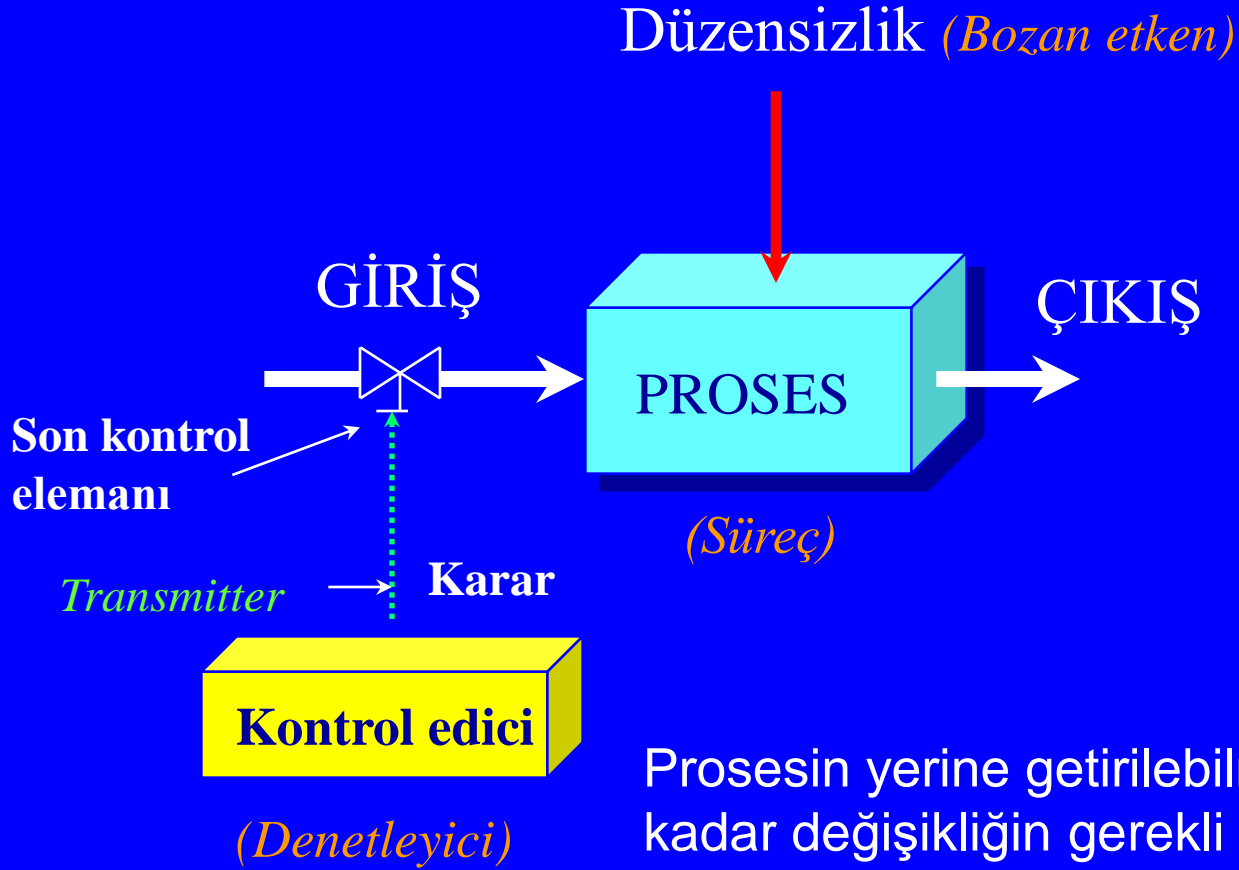 Düzensizlik (Bozan etken)
GİRİŞ
ÇIKIŞ
PROSES
Son kontrol
elemanı
(Süreç)
Transmitter
Karar
Kontrol edici
(Denetleyici)
Prosesin yerine
kadar değişikliğin gerekli